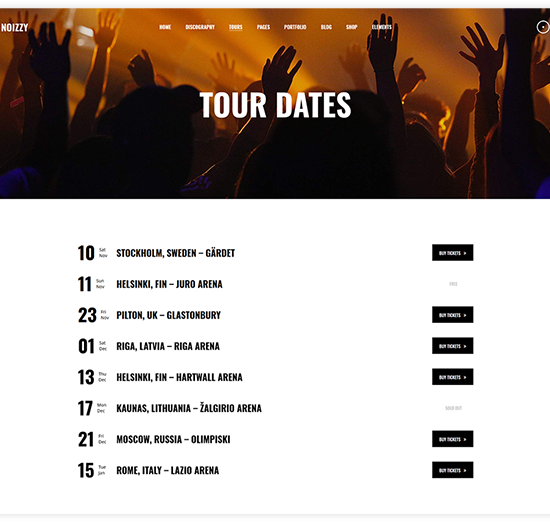 NOIZZY HOME DISCOGRAPHY TOURS PAGES PORTFOLIO BLOG SHOP ELEMENTS
TOUR DATES
10 Sat Nov STOCKHOLM, SWEDEN – GÄRDET BUY TICKETS »
11 Sun Nov HELSINKI, FIN – JURO ARENA FREE
23 Fri Nov PILTON, UK – GLASTONBURY BUY TICKETS »
01 Sat Dec RIGA, LATVIA – RIGA ARENA BUY TICKETS »
13 Thu Dec HELSINKI, FIN – HARTWALL ARENA BUY TICKETS »
17 Mon Dec KAUNAS, LITHUANIA – ŽALGIRIO ARENA SOLD OUT
21 Fri Dec MOSCOW, RUSSIA – OLIMPISKI BUY TICKETS »
15 Tue Jan ROME, ITALY – LAZIO ARENA BUY TICKETS »